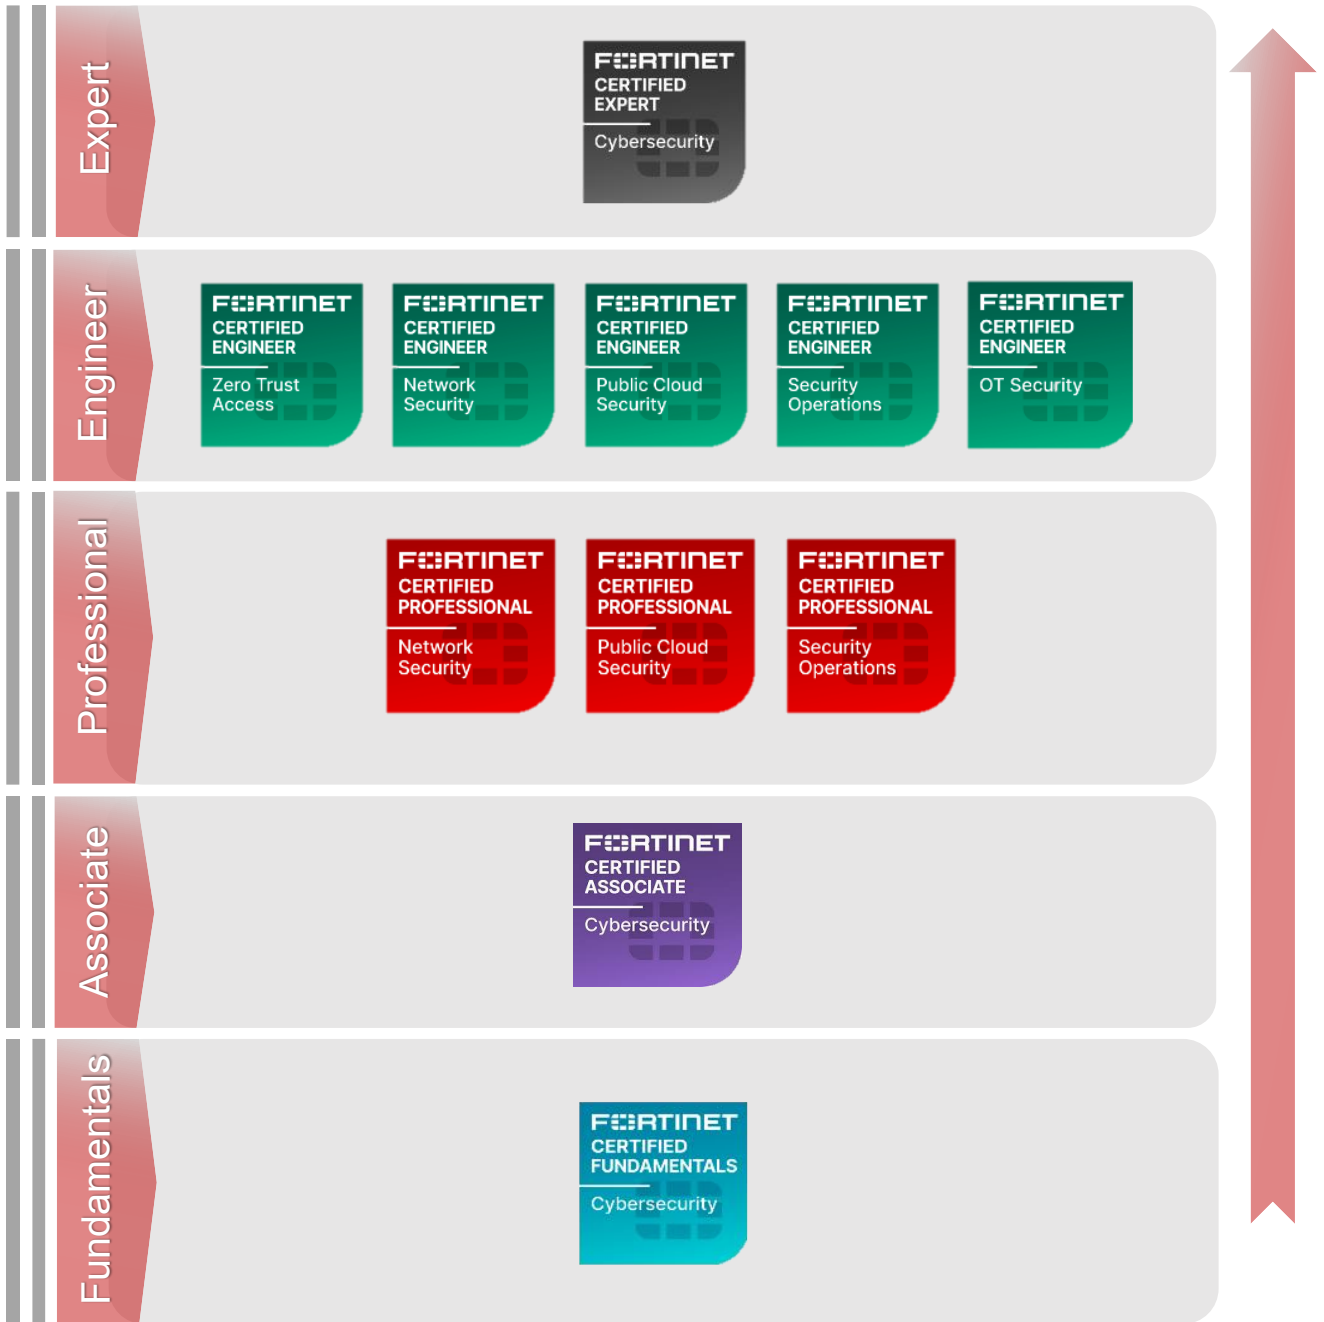 Expert
FORTINET
CERTIFIED
EXPERT
Cybersecurity
Engineer
FORTINET
CERTIFIED
ENGINEER
Zero Trust
Access
FORTINET
CERTIFIED
ENGINEER
Network
Security
FORTINET
CERTIFIED
ENGINEER
Public Cloud
Security
FORTINET
CERTIFIED
ENGINEER
Security
Operations
FORTINET
CERTIFIED
ENGINEER
OT Security
Professional
FORTINET
CERTIFIED
PROFESSIONAL
Network
Security
FORTINET
CERTIFIED
PROFESSIONAL
Public Cloud
Security
FORTINET
CERTIFIED
PROFESSIONAL
Security
Operations
Associate
FORTINET
CERTIFIED
ASSOCIATE
Cybersecurity
Fundamentals
FORTINET
CERTIFIED
FUNDAMENTALS
Cybersecurity